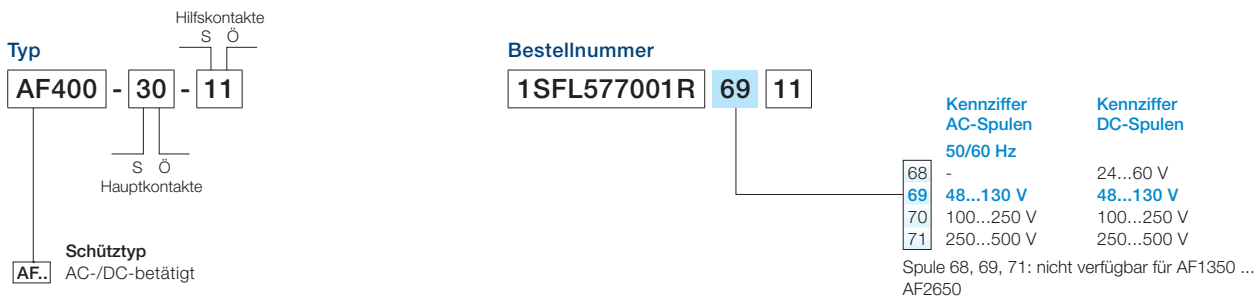 Hilfskontakte
S Ö
Typ
AF400 - 30 - 11
S Ö
Hauptkontakte
Schütztyp
AF.. AC-/DC-betätigt
Bestellnummer
1SFL577001R 69 11
Kennziffer Kennziffer
AC-Spulen DC-Spulen
50/60 Hz
68 - 24...60 V
69 48...130 V 48...130 V
70 100...250 V 100...250 V
71 250...500 V 250...500 V
Spule 68, 69, 71: nicht verfügbar für AF1350 ...
AF2650